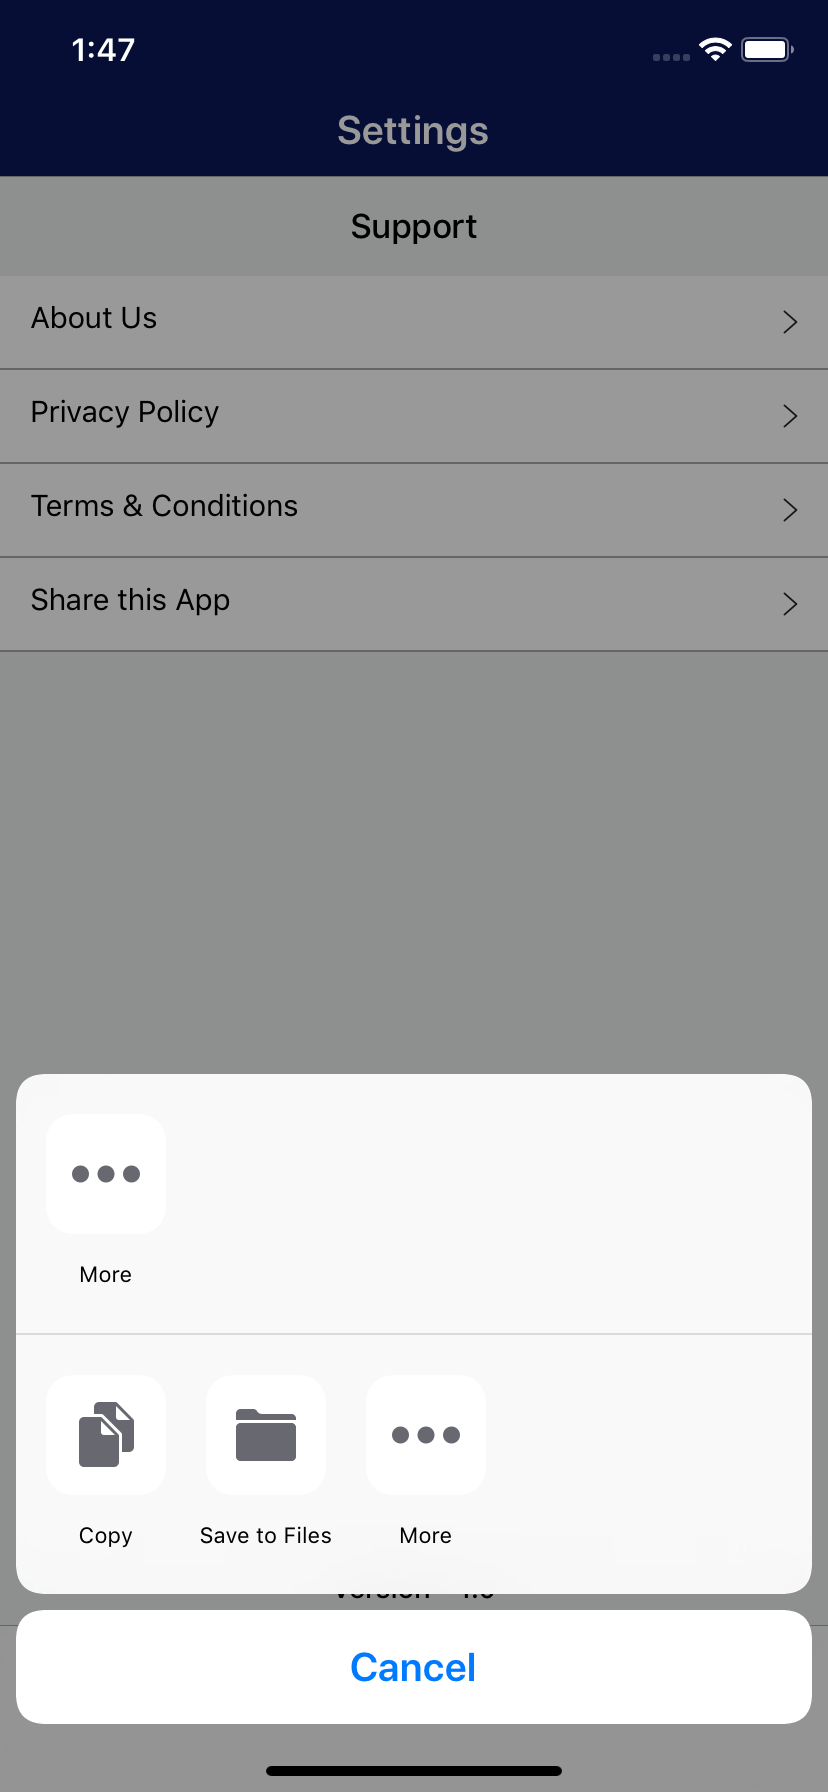 1:47
Settings
Support
About Us
Privacy Policy
Terms & Conditions
Share this App
More
Copy Save to Files More
Cancel